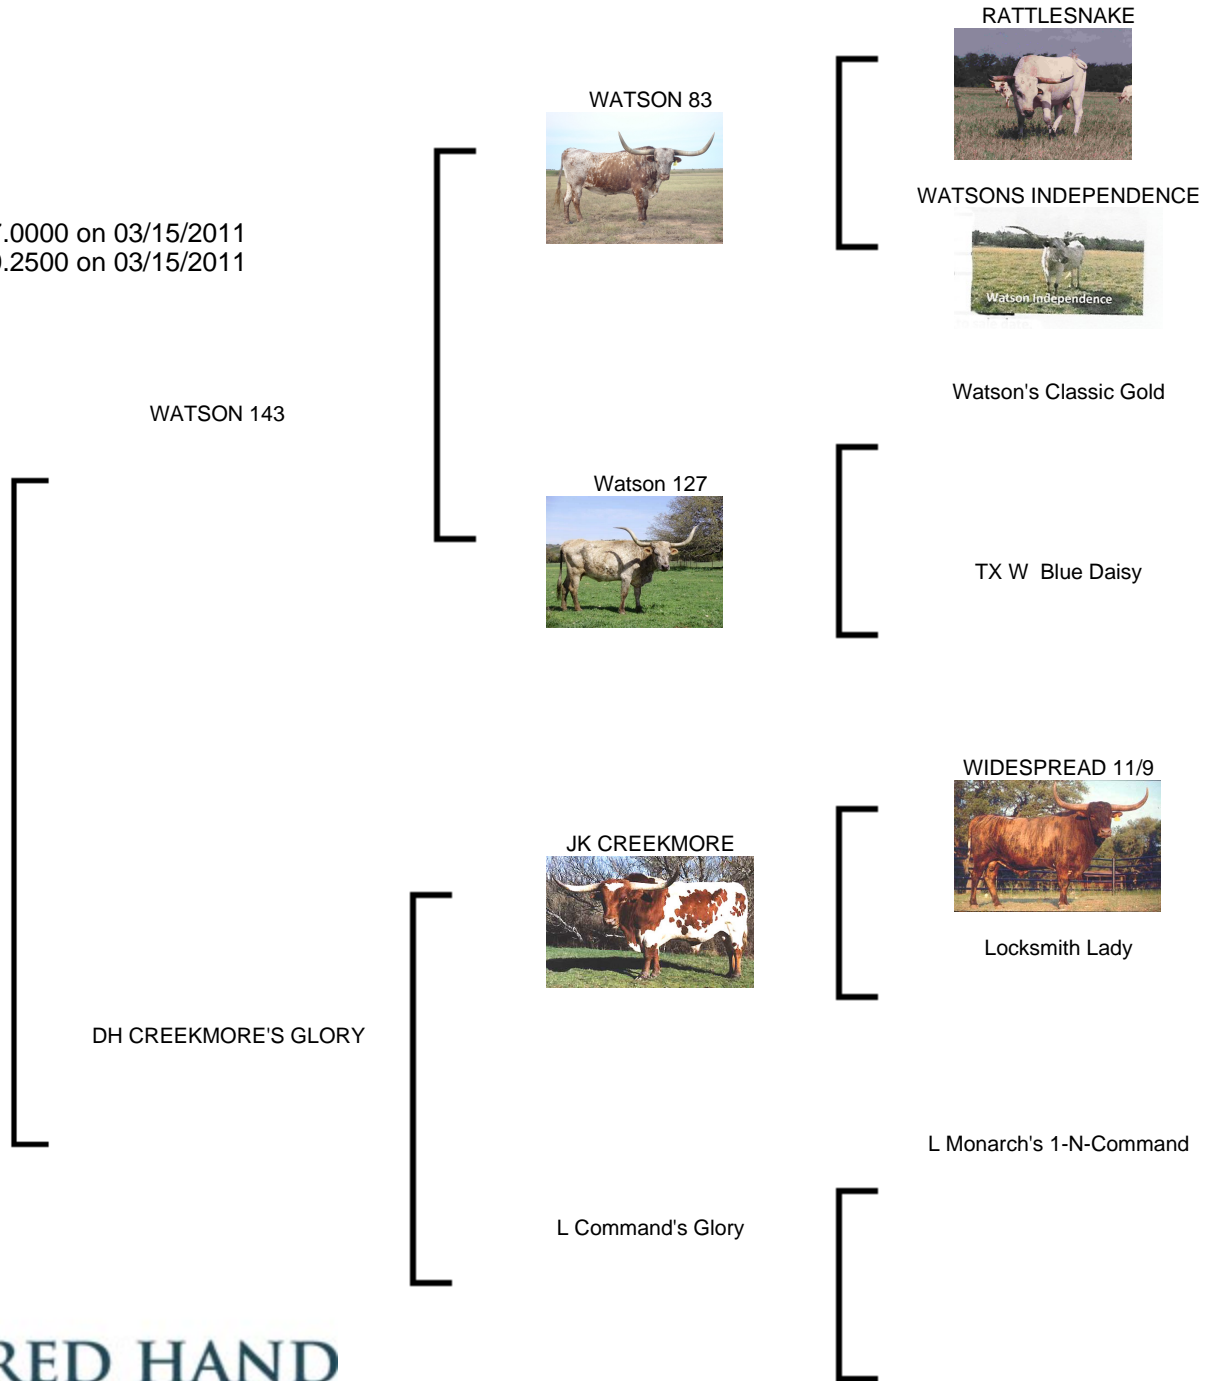 RATTLESNAKE
WATSON 83
WATSONS INDEPENDENCE
.0000 on 03/15/2011
.2500 on 03/15/2011
Watson Independence
Watson's Classic Gold
WATSON 143
Watson 127
TX W  Blue Daisy
WIDESPREAD 11/9
JK CREEKMORE
Locksmith Lady
DH CREEKMORE'S GLORY
L Monarch's 1-N-Command
L Command's Glory
RED HAND